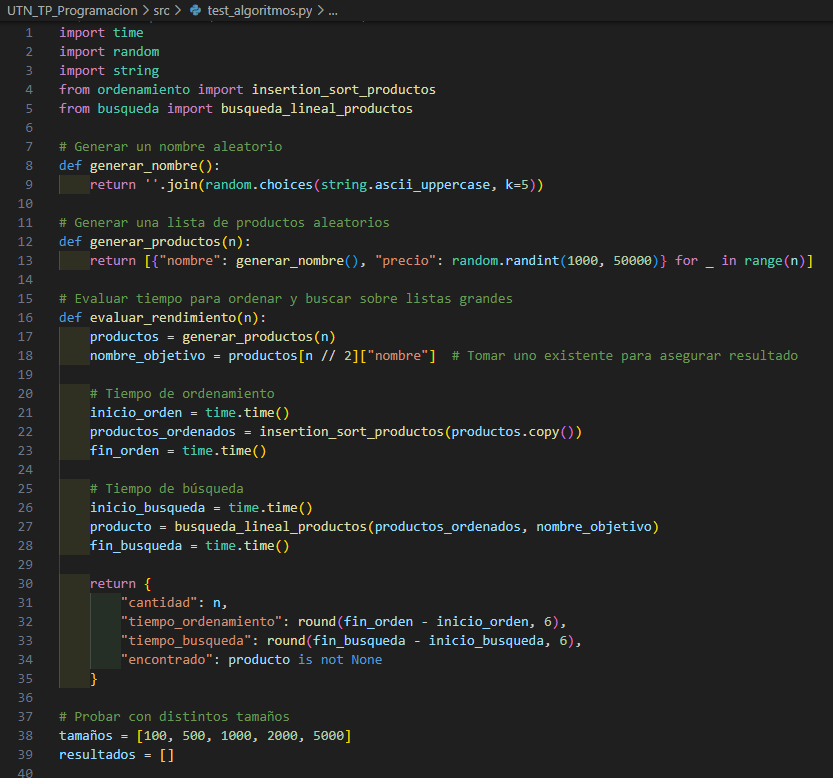 UTN_TP_Programacion > src > test_algoritmos.py > ...
1 import time
2 import random
3 import string
4 from ordenamiento import insertion_sort_productos
5 from busqueda import busqueda_lineal_productos
6
7 # Generar un nombre aleatorio
8 def generar_nombre():
9     return ''.join(random.choices(string.ascii_uppercase, k=5))
10
11 # Generar una lista de productos aleatorios
12 def generar_productos(n):
13     return [{"nombre": generar_nombre(), "precio": random.randint(1000, 50000)} for _ in range(n)]
14
15 # Evaluar tiempo para ordenar y buscar sobre listas grandes
16 def evaluar_rendimiento(n):
17     productos = generar_productos(n)
18     nombre_objetivo = productos[n // 2]["nombre"]  # Tomar uno existente para asegurar resultado
19
20     # Tiempo de ordenamiento
21     inicio_orden = time.time()
22     productos_ordenados = insertion_sort_productos(productos.copy())
23     fin_orden = time.time()
24
25     # Tiempo de búsqueda
26     inicio_busqueda = time.time()
27     producto = busqueda_lineal_productos(productos_ordenados, nombre_objetivo)
28     fin_busqueda = time.time()
29
30     return {
31         "cantidad": n,
32         "tiempo_ordenamiento": round(fin_orden - inicio_orden, 6),
33         "tiempo_busqueda": round(fin_busqueda - inicio_busqueda, 6),
34         "encontrado": producto is not None
35     }
36
37 # Probar con distintos tamaños
38 tamaños = [100, 500, 1000, 2000, 5000]
39 resultados = []
40